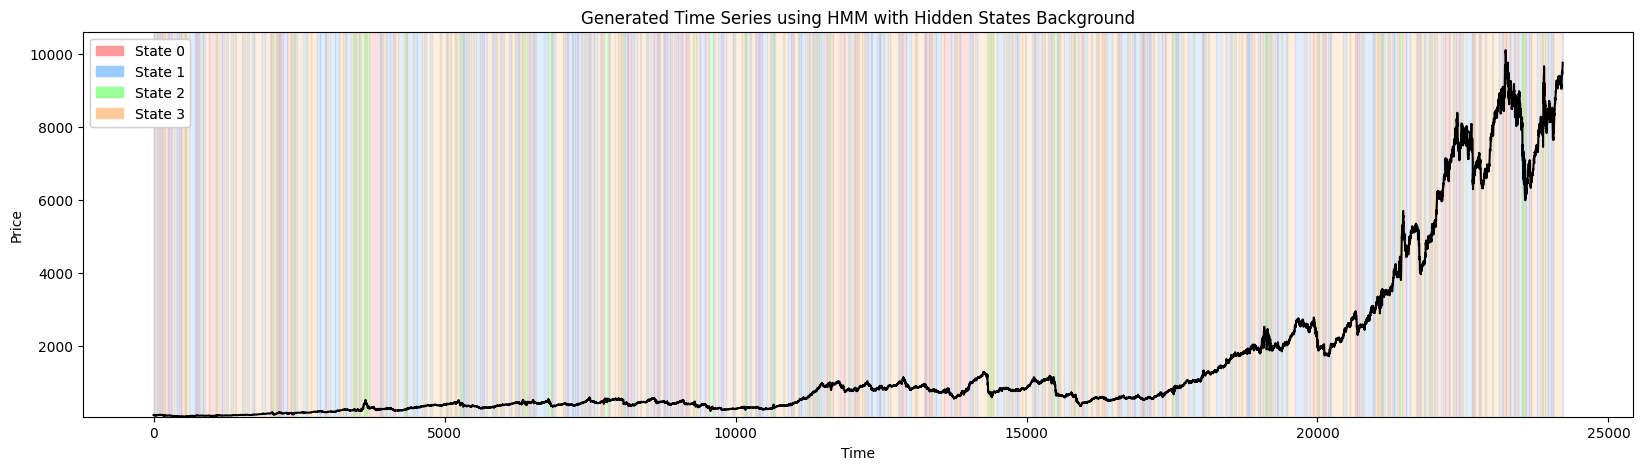 Generated Time Series using HMM with Hidden States Background
State 0
State 1
State 2
State 3
Price
10000
8000
6000
4000
2000
0
5000
10000
15000
20000
25000
Time